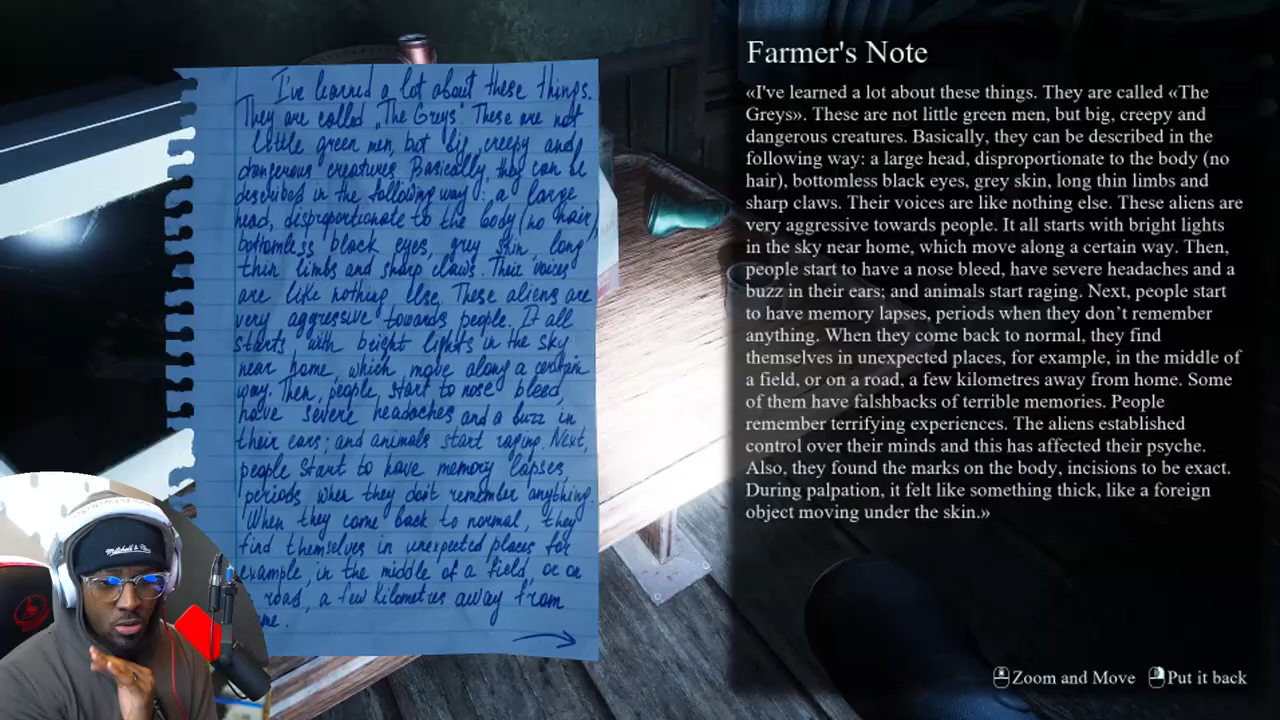 I've learned a lot about these things.
They are called „The Greys". These are not
little green men, but big, creepy and
dangerous creatures. Basically, they can be
described in the following way: a large
head, disproportionate to the body (no hair),
bottomless black eyes, grey skin, long
thin limbs and sharp claws. Their voices
are like nothing else. These aliens are
very aggressive towards people. It all
starts with bright lights in the sky
near home, which move along a certain
way. Then, people start to nose bleed,
have severe headaches and a buzz in
their ears; and animals start raging. Next,
people start to have memory lapses,
periods when they don't remember anything.
When they come back to normal, they
find themselves in unexpected places for
example, in the middle of a field, or on
road, a few kilometres away from
Farmer's Note
«I've learned a lot about these things. They are called «The
Greys». These are not little green men, but big, creepy and
dangerous creatures. Basically, they can be described in the
following way: a large head, disproportionate to the body (no
hair), bottomless black eyes, grey skin, long thin limbs and
sharp claws. Their voices are like nothing else. These aliens are
very aggressive towards people. It all starts with bright lights
in the sky near home, which move along a certain way. Then,
people start to have a nose bleed, have severe headaches and a
buzz in their ears; and animals start raging. Next, people start
to have memory lapses, periods when they don't remember
anything. When they come back to normal, they find
themselves in unexpected places, for example, in the middle of
a field, or on a road, a few kilometres away from home. Some
of them have falshbacks of terrible memories. People
remember terrifying experiences. The aliens established
control over their minds and this has affected their psyche.
Also, they found the marks on the body, incisions to be exact.
During palpation, it felt like something thick, like a foreign
object moving under the skin.»
Zoom and Move Put it back